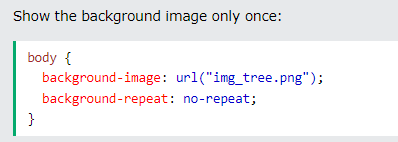 Show the background image only once:
body {
  background-image: url("img_tree.png");
  background-repeat: no-repeat;
}